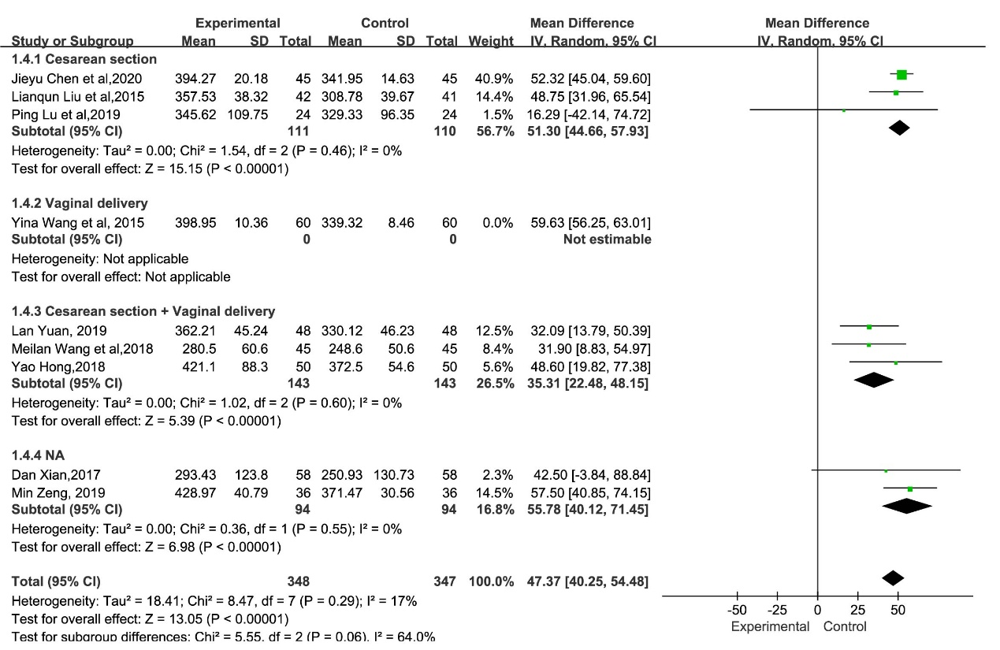 Experimental Control Mean Difference Mean Difference
Study or Subgroup Mean SD Total Mean SD Total Weight IV, Random, 95% CI IV, Random, 95% CI
1.4.1 Cesarean section
Jieyu Chen et al,2020 394.27 20.18 45 341.95 14.63 45 40.9% 52.32 [45.04, 59.60]
Lianqun Liu et al,2015 357.53 38.32 42 308.78 39.67 41 14.4% 48.75 [31.96, 65.54]
Ping Lu et al,2019 345.62 109.75 24 329.33 96.35 24 1.5% 16.29 [-42.14, 74.72]
Subtotal (95% CI) 111 110 56.7% 51.30 [44.66, 57.93]
Heterogeneity: Tau² = 0.00; Chi² = 1.54, df = 2 (P = 0.46); I² = 0%
Test for overall effect: Z = 15.15 (P < 0.00001)
1.4.2 Vaginal delivery
Yina Wang et al, 2015 398.95 10.36 60 339.32 8.46 60 0.0% 59.63 [56.25, 63.01]
Subtotal (95% CI) 0 0 Not estimable
Heterogeneity: Not applicable
Test for overall effect: Not applicable
1.4.3 Cesarean section + Vaginal delivery
Lan Yuan, 2019 362.21 45.24 48 330.12 46.23 48 12.5% 32.09 [13.79, 50.39]
Meilan Wang et al,2018 280.5 60.6 45 248.6 50.6 45 8.4% 31.90 [8.83, 54.97]
Yao Hong,2018 421.1 88.3 50 372.5 54.6 50 5.6% 48.60 [19.82, 77.38]
Subtotal (95% CI) 143 143 26.5% 35.31 [22.48, 48.15]
Heterogeneity: Tau² = 0.00; Chi² = 1.02, df = 2 (P = 0.60); I² = 0%
Test for overall effect: Z = 5.39 (P < 0.00001)
1.4.4 NA
Dan Xian,2017 293.43 123.8 58 250.93 130.73 58 2.3% 42.50 [-3.84, 88.84]
Min Zeng, 2019 428.97 40.79 36 371.47 30.56 36 14.5% 57.50 [40.85, 74.15]
Subtotal (95% CI) 94 94 16.8% 55.78 [40.12, 71.45]
Heterogeneity: Tau² = 0.00; Chi² = 0.36, df = 1 (P = 0.55); I² = 0%
Test for overall effect: Z = 6.98 (P < 0.00001)
Total (95% CI) 348 347 100.0% 47.37 [40.25, 54.48]
Heterogeneity: Tau² = 18.41; Chi² = 8.47, df = 7 (P = 0.29); I² = 17%
-50 -25 0 25 50
Test for overall effect: Z = 13.05 (P < 0.00001)
Experimental Control
Test for subgroup differences: Chi² = 5.55, df = 2 (P = 0.06), I² = 64.0%